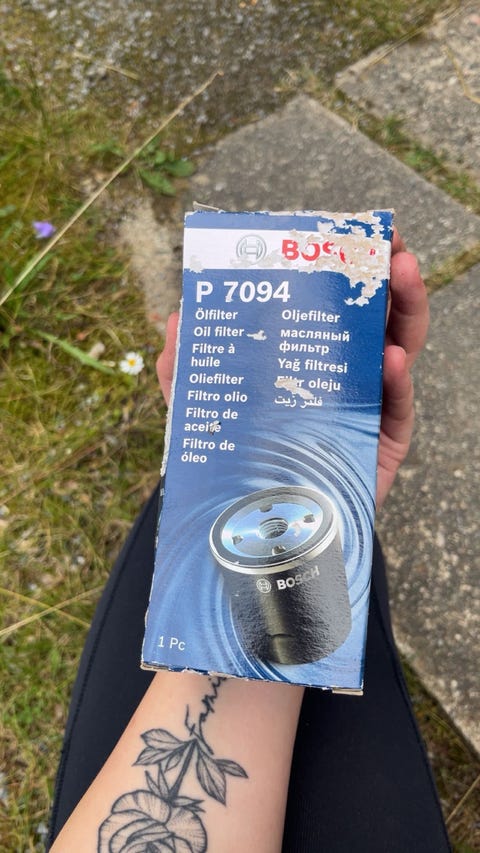 BOSCH
P 7094
Ölfilter
Oil filter
Filtre à
huile
Oliefilter
Filtro olio
Filtro de
aceite
Filtro de
óleo
Oljefilter
масляный
фильтр
Yağ filtresi
Filtr oleju
فلتر زيت
BOSCH
1 Pc